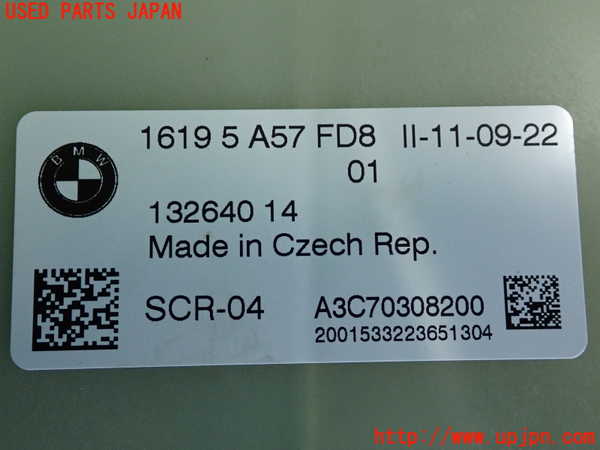 USED PARTS JAPAN
BMW
1619 5 A57 FD8 II-11-09-22
01
132640 14
Made in Czech Rep.
SCR-04 A3C70308200
2001533223651304
https://www.upjpn.com/